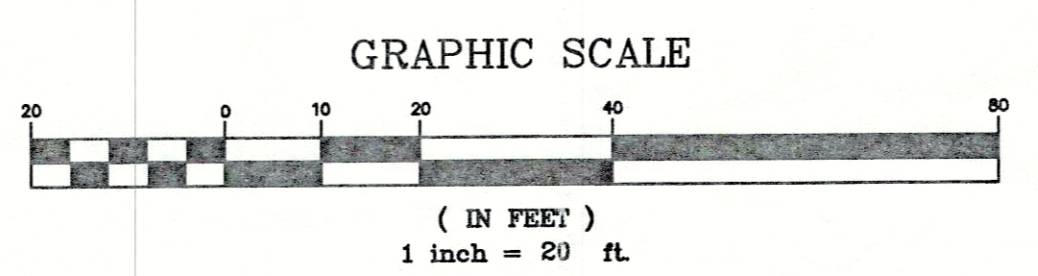 GRAPHIC SCALE
20 0 10 20 40 80
( IN FEET )
1 inch = 20 ft.